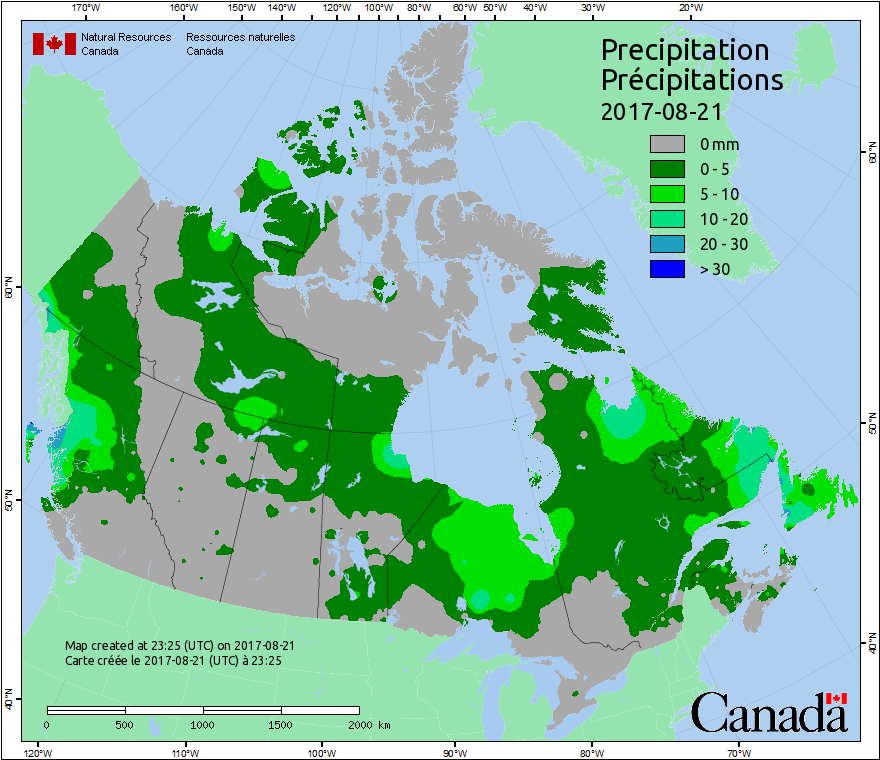 170°W 160°W 150°W 140°W 130°W 120°W 110°W 100°W 90°W 80°W 60°W 50°W 40°W 30°W 20°W
Natural Resources Canada
Ressources naturelles Canada
Precipitation
Précipitations
2017-08-21
0 mm
0 - 5
5 - 10
10 - 20
20 - 30
> 30
60°N
60°N
50°N
50°N
40°N
40°N
Map created at 23:25 (UTC) on 2017-08-21
Carte créée le 2017-08-21 (UTC) à 23:25
0 500 1000 1500 2000 km
Canada
120°W 110°W 100°W 90°W 80°W 70°W